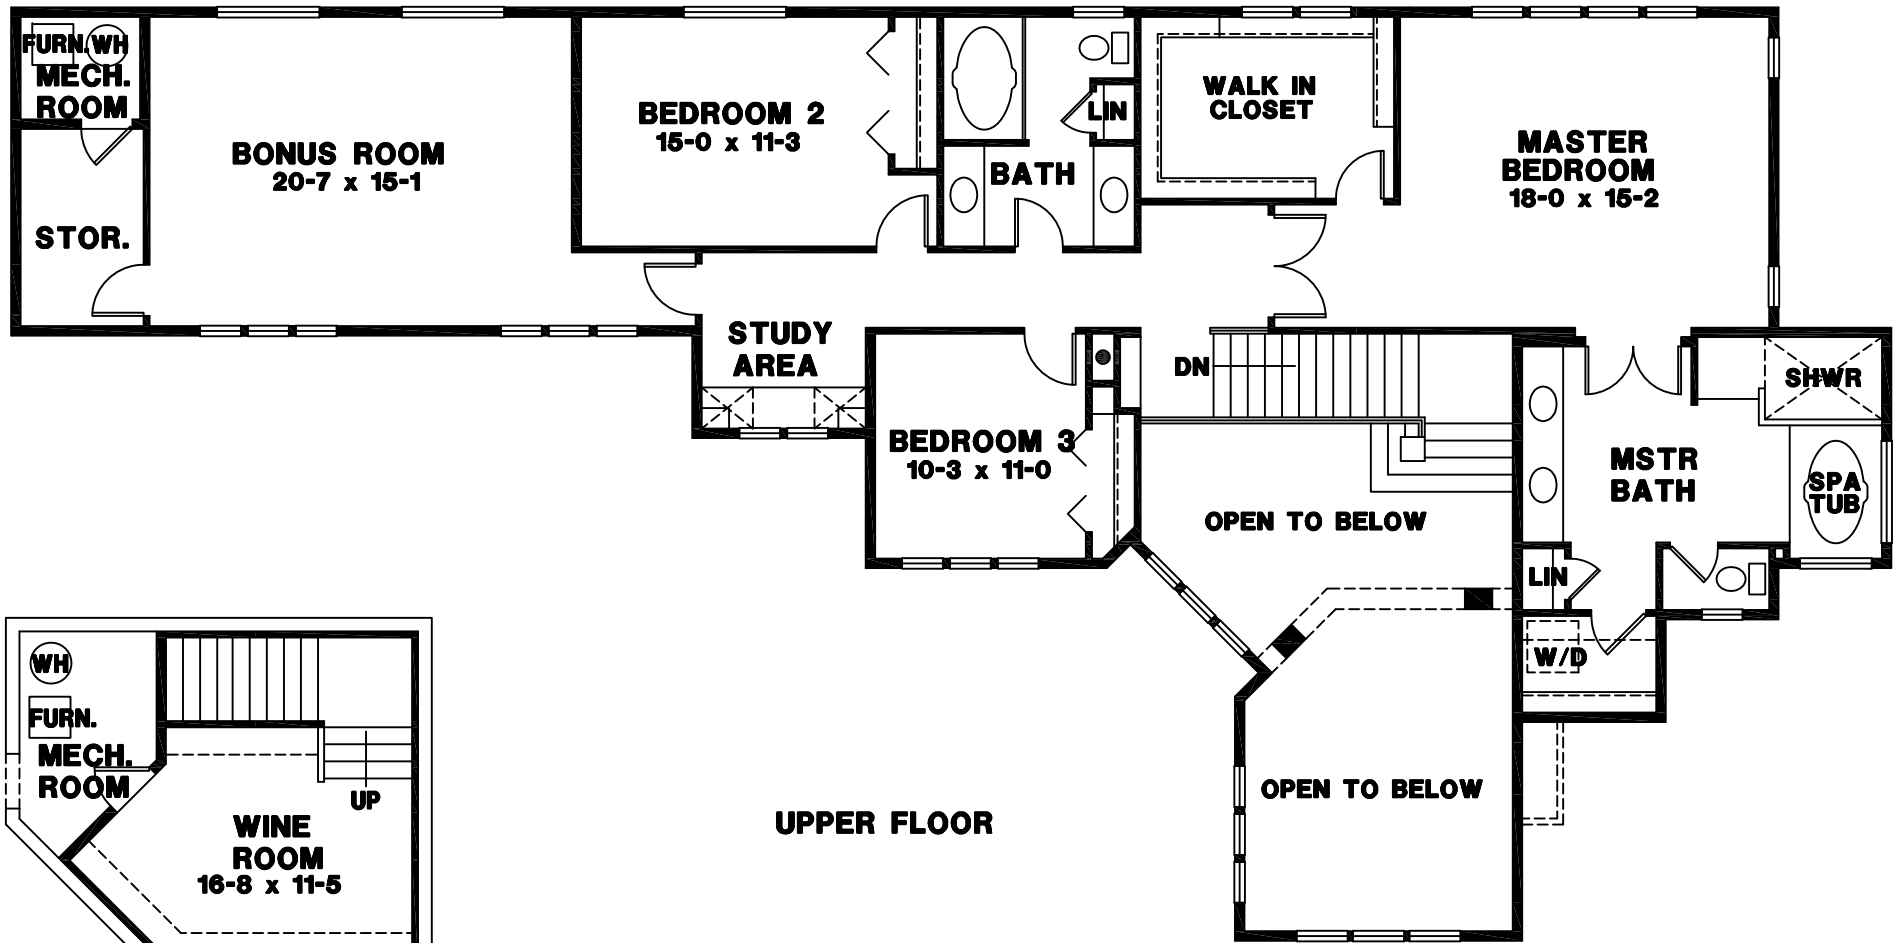 FURN. WH
MECH.
ROOM
STOR.
BONUS ROOM
20-7 x 15-1
BEDROOM 2
15-0 x 11-3
BATH
LIN
WALK IN
CLOSET
MASTER
BEDROOM
18-0 x 15-2
STUDY
AREA
BEDROOM 3
10-3 x 11-0
DN
OPEN TO BELOW
SHWR
MSTR
BATH
SPA
TUB
LIN
W/D
OPEN TO BELOW
UPPER FLOOR
WH
FURN.
MECH.
ROOM
UP
WINE
ROOM
16-8 x 11-5